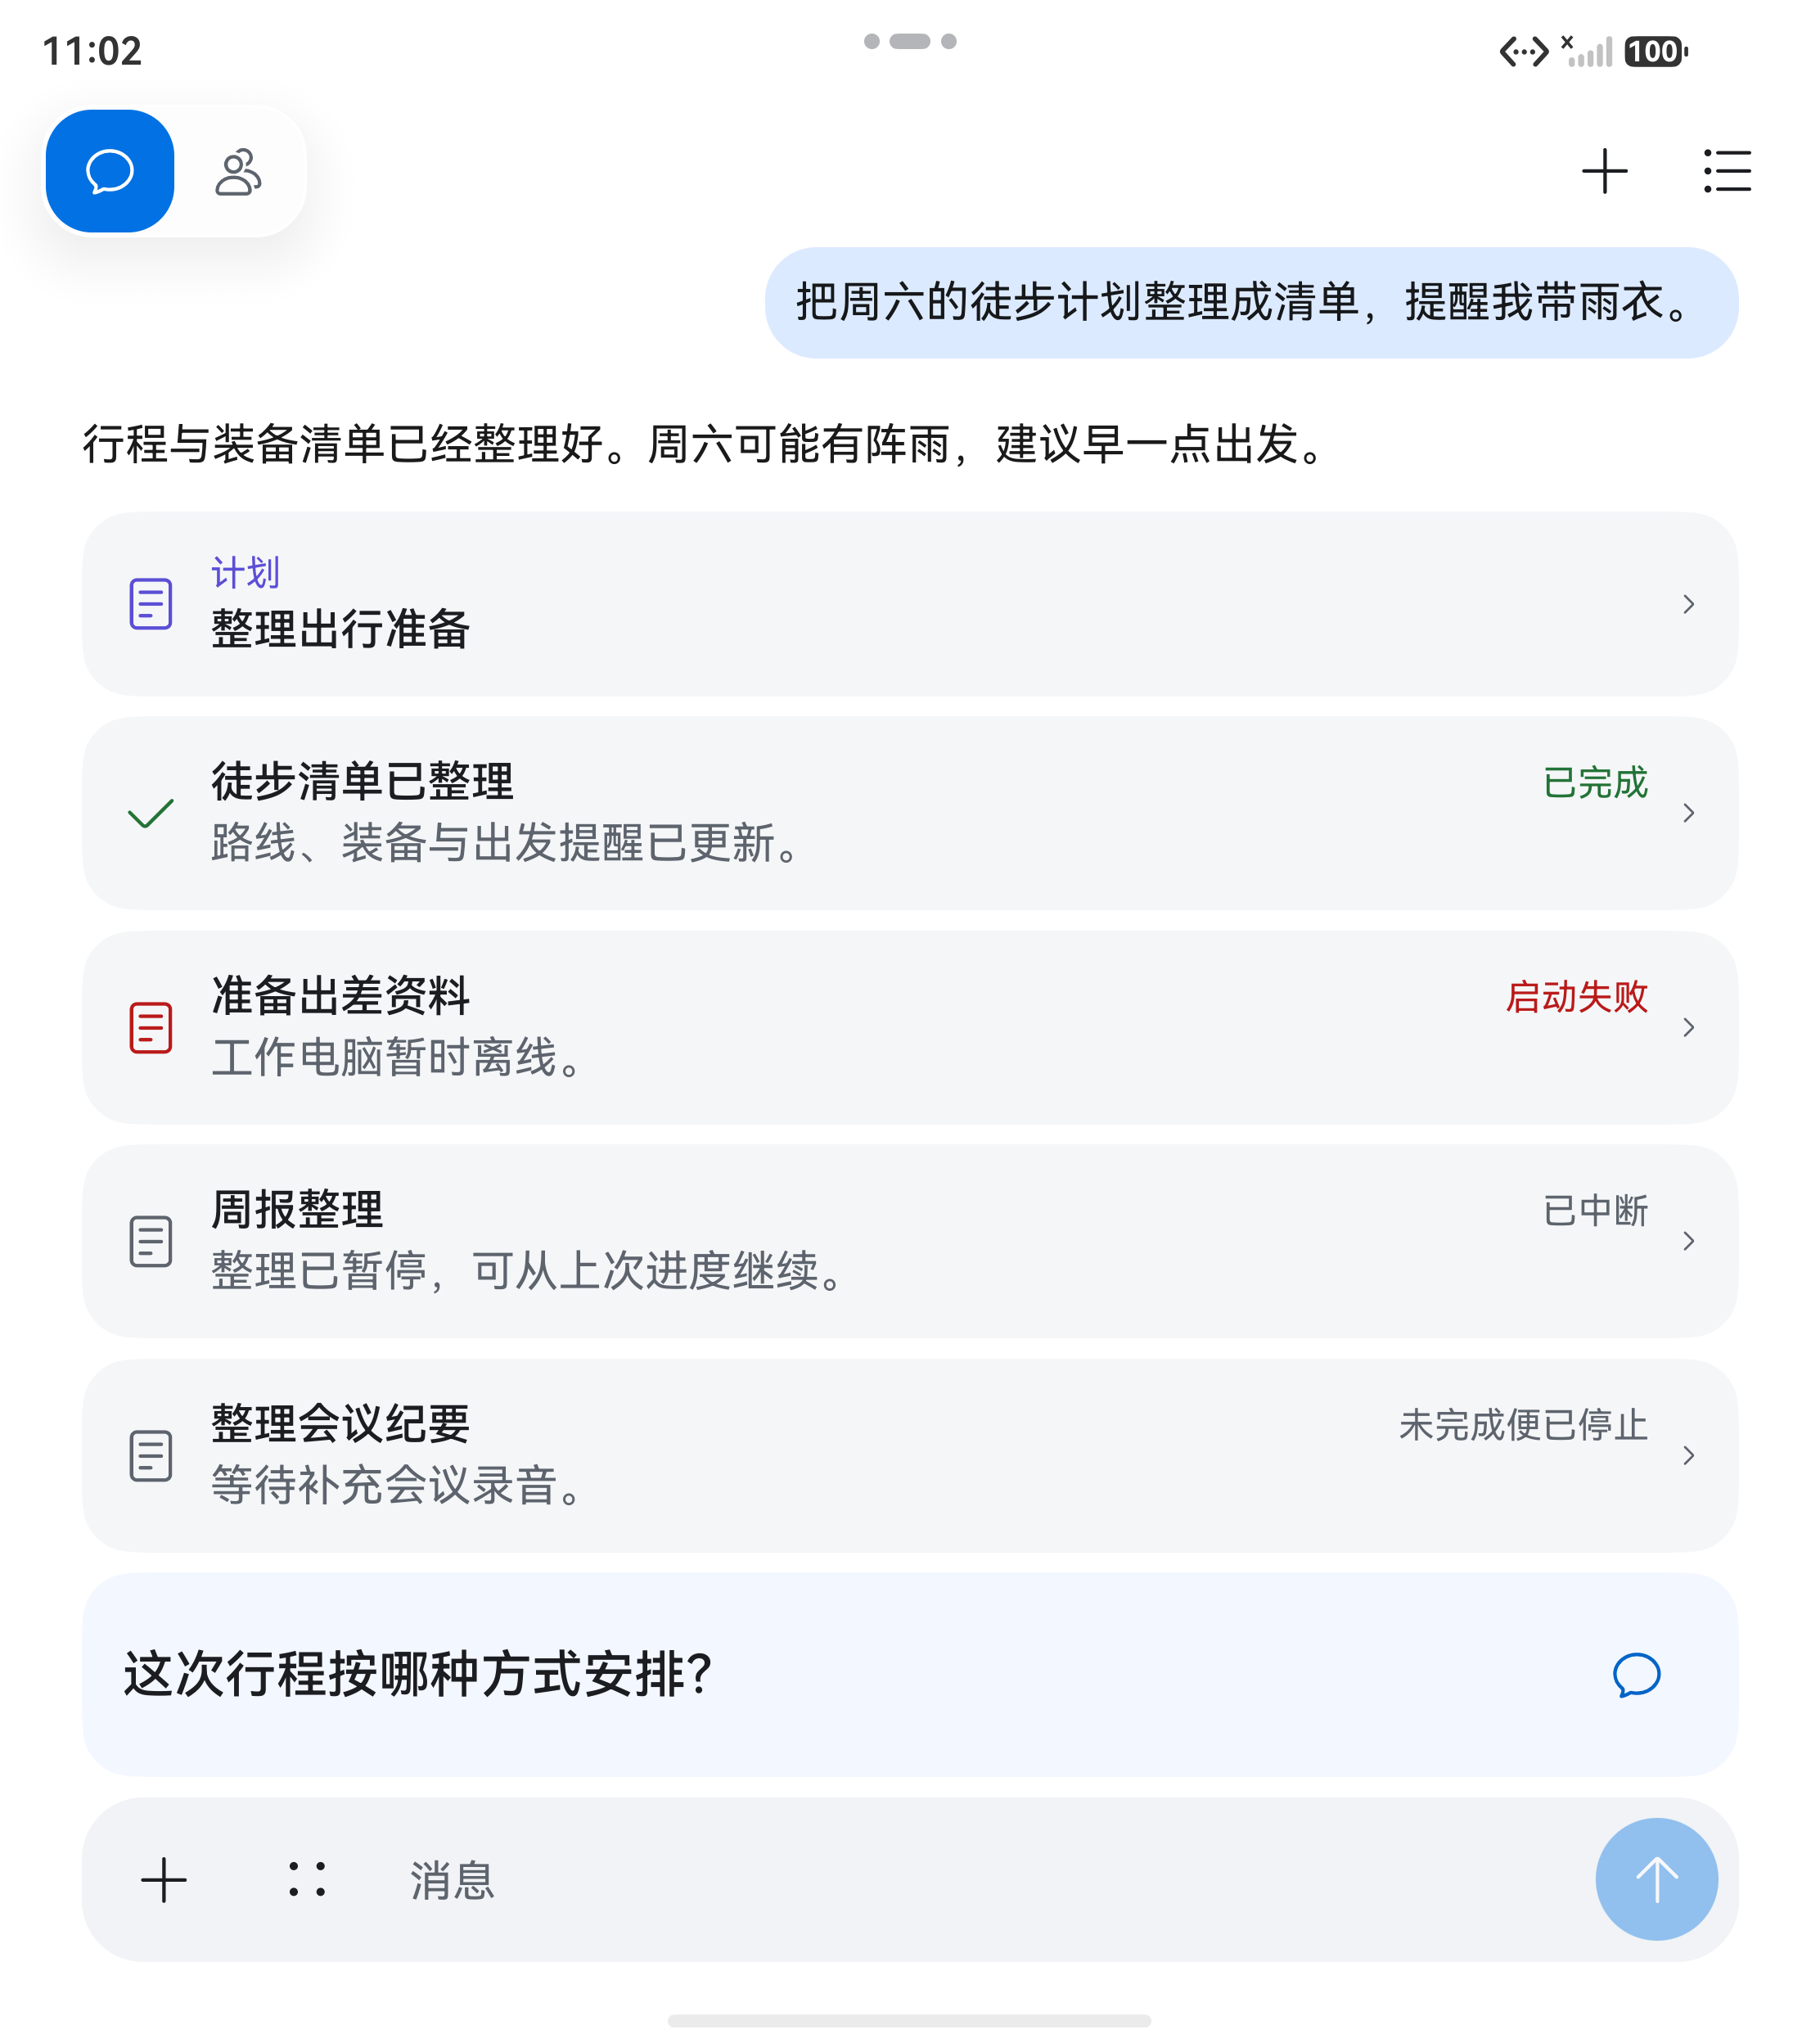 11:02
100
把周六的徒步计划整理成清单，提醒我带雨衣。
行程与装备清单已经整理好。周六可能有阵雨，建议早一点出发。
计划
整理出行准备
徒步清单已整理
已完成
路线、装备与出发提醒已更新。
准备出差资料
启动失败
工作电脑暂时离线。
周报整理
已中断
整理已暂停，可从上次进度继续。
整理会议纪要
未完成便已停止
等待补充会议录音。
这次行程按哪种方式安排？
消息